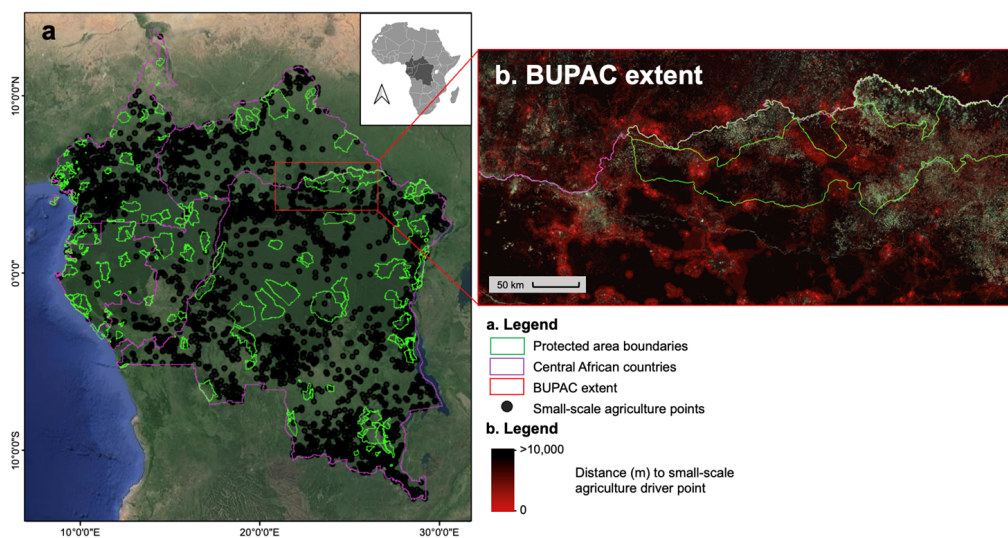 a
b. BUPAC extent
10°0'0"N
0°0'0"
10°0'0"S
10°0'0"E
20°0'0"E
30°0'0"E
50 km
a. Legend
Protected area boundaries
Central African countries
BUPAC extent
Small-scale agriculture points
b. Legend
>10,000
Distance (m) to small-scale
agriculture driver point
0